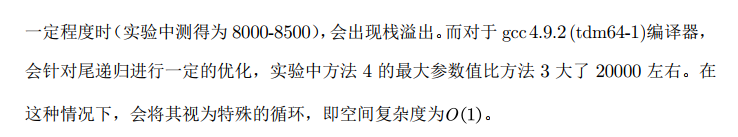 一定程度时（实验中测得为 8000-8500），会出现栈溢出。而对于 gcc 4.9.2 (tdm64-1)编译器，
会针对尾递归进行一定的优化，实验中方法 4 的最大参数值比方法 3 大了 20000 左右。在
这种情况下，会将其视为特殊的循环，即空间复杂度为O(1)。